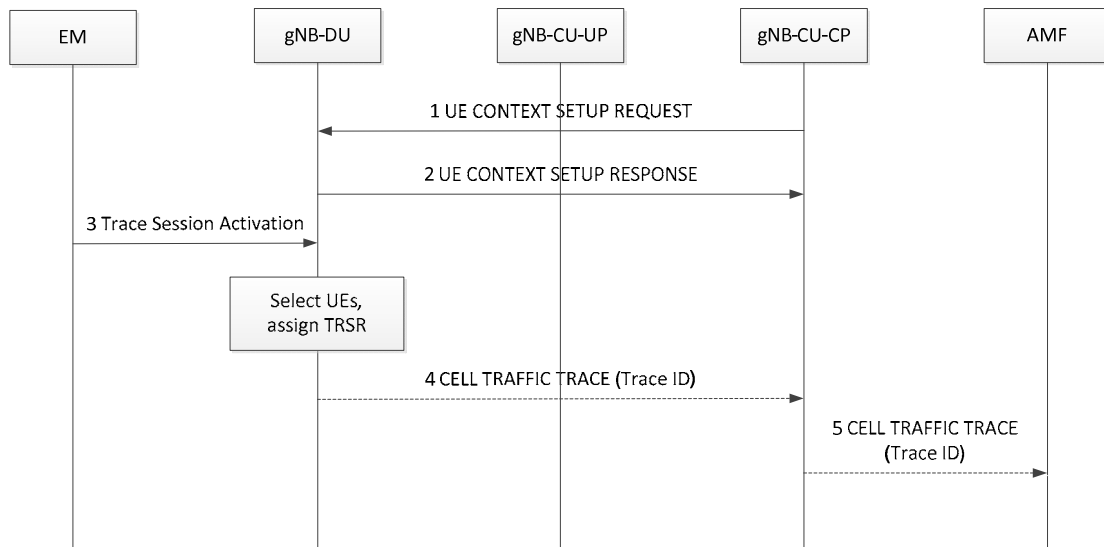 EM
gNB-DU
gNB-CU-UP
gNB-CU-CP
AMF
1 UE CONTEXT SETUP REQUEST
2 UE CONTEXT SETUP RESPONSE
3 Trace Session Activation
Select UEs,
assign TRSR
4 CELL TRAFFIC TRACE (Trace ID)
5 CELL TRAFFIC TRACE
(Trace ID)